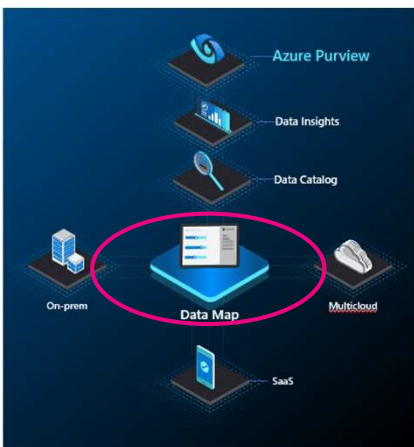 Azure Purview
Data Insights
Data Catalog
On-prem
Data Map
Multicloud
SaaS